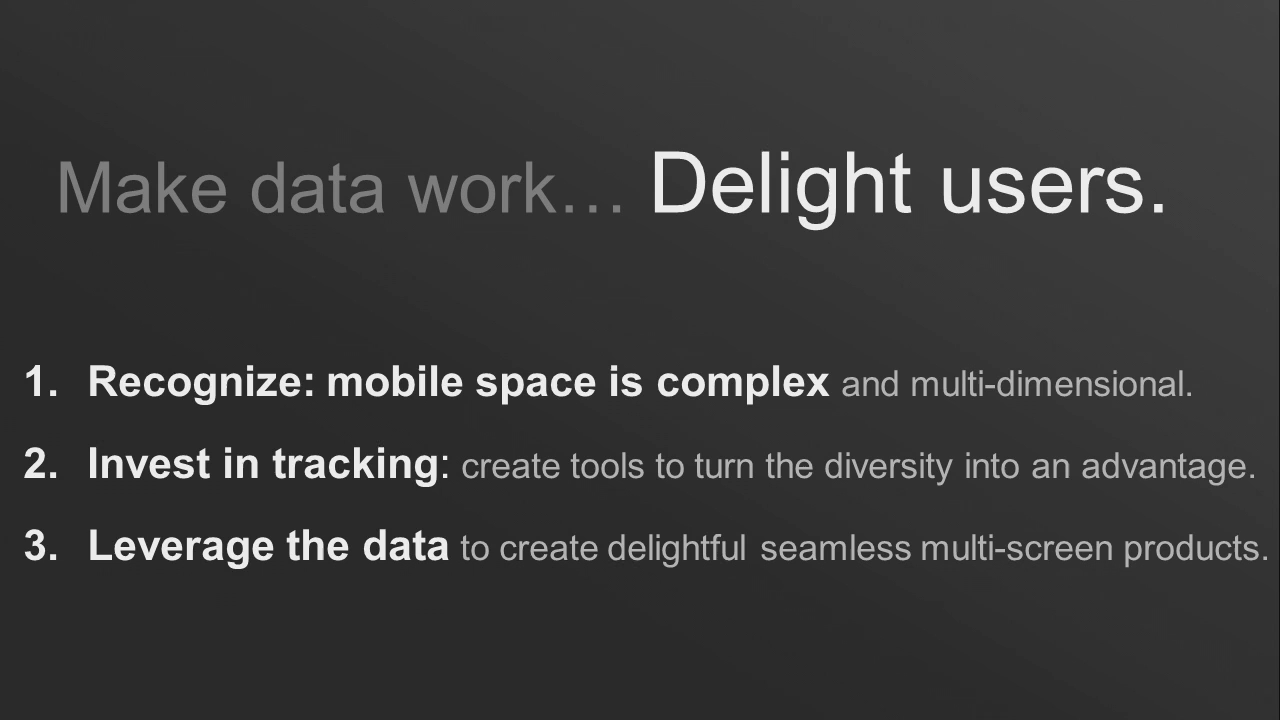 Make data work… Delight users.
1. Recognize: mobile space is complex and multi-dimensional.
2. Invest in tracking: create tools to turn the diversity into an advantage.
3. Leverage the data to create delightful seamless multi-screen products.